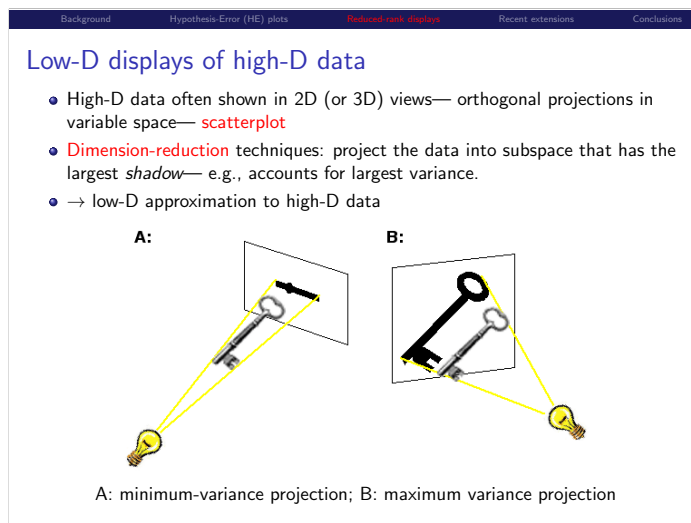 Background Hypothesis-Error (HE) plots Reduced-rank displays Recent extensions Conclusions
Low-D displays of high-D data
High-D data often shown in 2D (or 3D) views— orthogonal projections in
variable space— scatterplot
Dimension-reduction techniques: project the data into subspace that has the
largest shadow— e.g., accounts for largest variance.
→ low-D approximation to high-D data
A: B:
A: minimum-variance projection; B: maximum variance projection